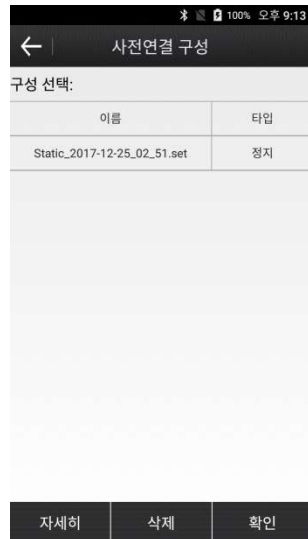 100% 오후 9:13
사전연결 구성
구성 선택:
이름 타입
Static_2017-12-25_02_51.set 정지
자세히 삭제 확인